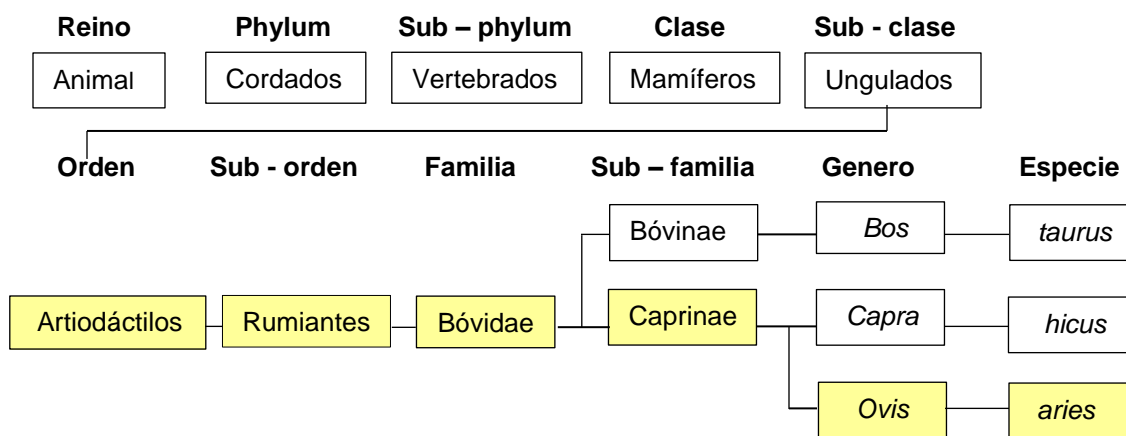 Reino Phylum Sub – phylum Clase Sub - clase
Animal Cordados Vertebrados Mamíferos Ungulados
Orden Sub - orden Familia Sub – familia Genero Especie
Bóvinae Bos taurus
Artiodáctilos Rumiantes Bóvidae Caprinae Capra hicus
Ovis aries